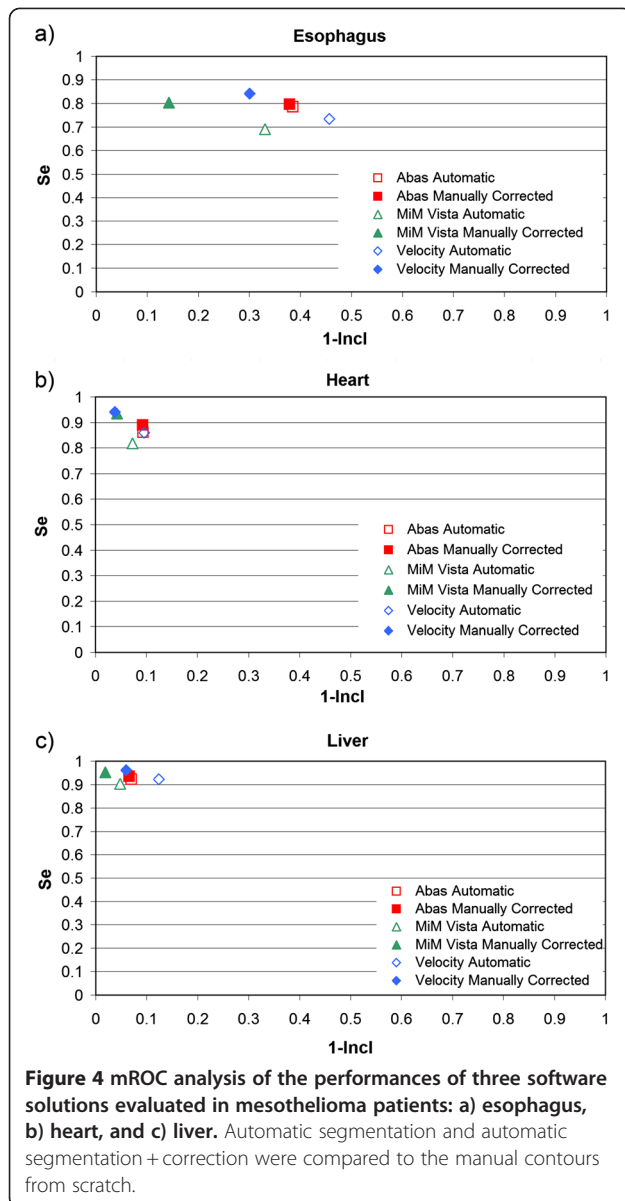 a)
Esophagus
1
0.9
0.8
0.7
0.6
0.5
0.4
0.3
0.2
0.1
0
Se
Abas Automatic
Abas Manually Corrected
MiM Vista Automatic
MiM Vista Manually Corrected
Velocity Automatic
Velocity Manually Corrected
0 0.1 0.2 0.3 0.4 0.5 0.6 0.7 0.8 0.9 1
1-Incl
b)
Heart
1
0.9
0.8
0.7
0.6
0.5
0.4
0.3
0.2
0.1
0
Se
Abas Automatic
Abas Manually Corrected
MiM Vista Automatic
MiM Vista Manually Corrected
Velocity Automatic
Velocity Manually Corrected
0 0.1 0.2 0.3 0.4 0.5 0.6 0.7 0.8 0.9 1
1-Incl
c)
Liver
1
0.9
0.8
0.7
0.6
0.5
0.4
0.3
0.2
0.1
0
Se
Abas Automatic
Abas Manually Corrected
MiM Vista Automatic
MiM Vista Manually Corrected
Velocity Automatic
Velocity Manually Corrected
0 0.1 0.2 0.3 0.4 0.5 0.6 0.7 0.8 0.9 1
1-Incl
Figure 4 mROC analysis of the performances of three software
solutions evaluated in mesothelioma patients: a) esophagus,
b) heart, and c) liver. Automatic segmentation and automatic
segmentation + correction were compared to the manual contours
from scratch.